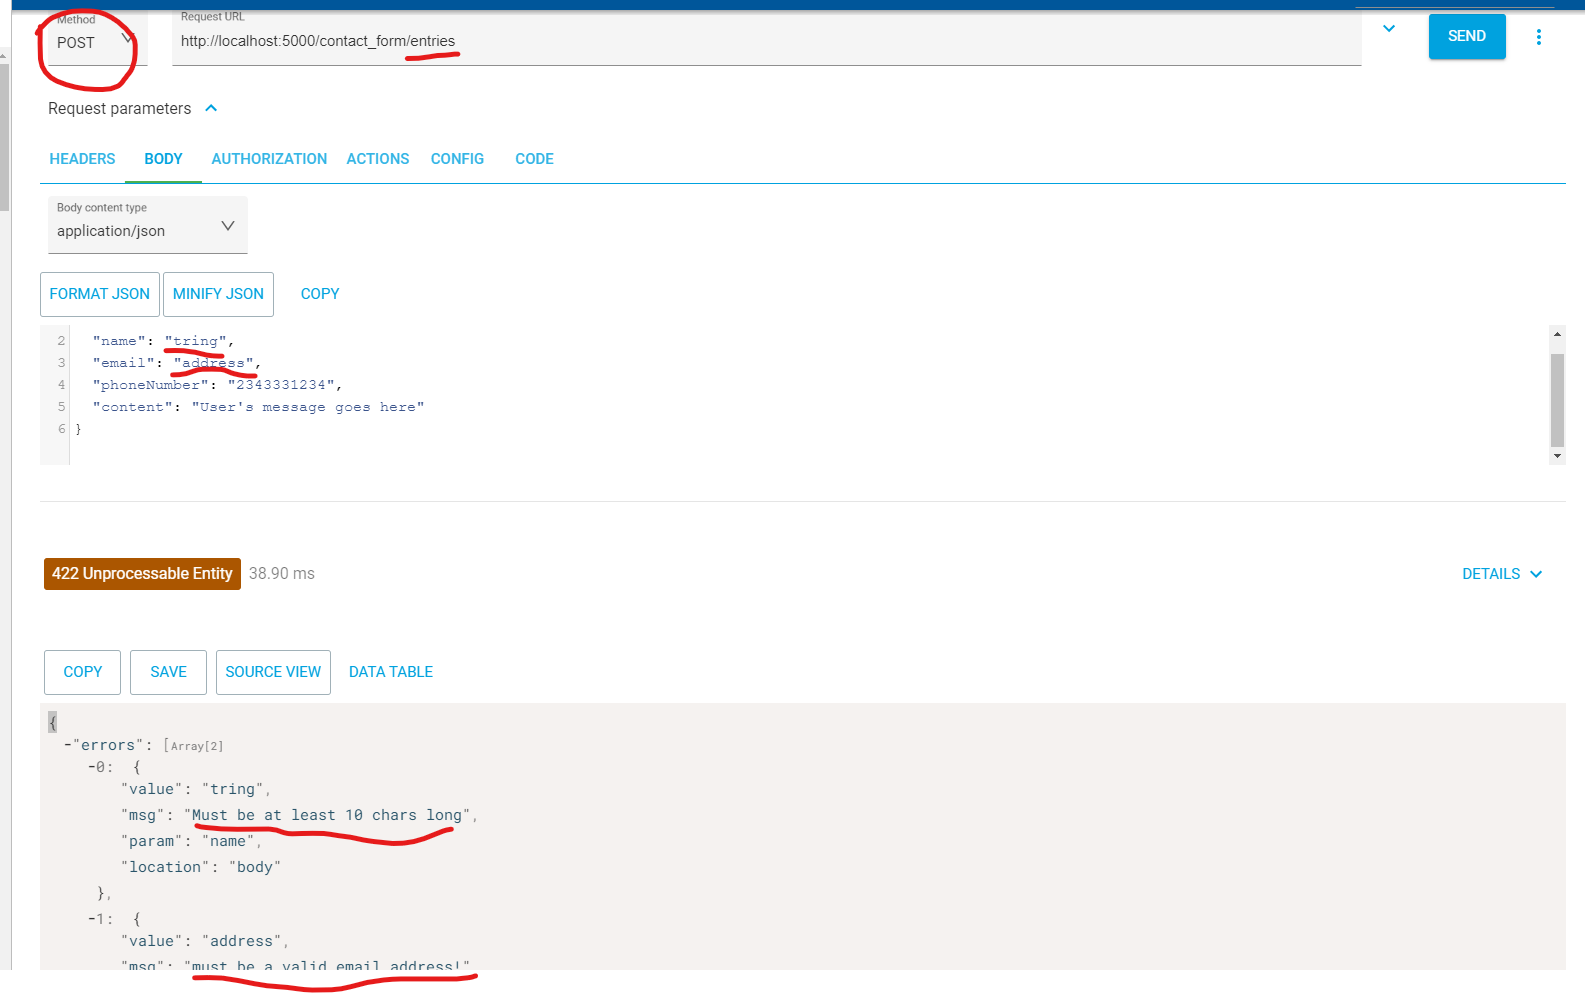 Method
POST
Request URL
http://localhost:5000/contact_form/entries
SEND
Request parameters
HEADERS BODY AUTHORIZATION ACTIONS CONFIG CODE
Body content type
application/json
FORMAT JSON MINIFY JSON COPY
2 "name": "tring",
3 "email": "address",
4 "phoneNumber": "2343331234",
5 "content": "User's message goes here"
6 }
422 Unprocessable Entity 38.90 ms
DETAILS
COPY SAVE SOURCE VIEW DATA TABLE
{
-"errors": [Array[2]
-0: {
"value": "tring",
"msg": "Must be at least 10 chars long",
"param": "name",
"location": "body"
},
-1: {
"value": "address",
"msg": "must be a valid email address!"